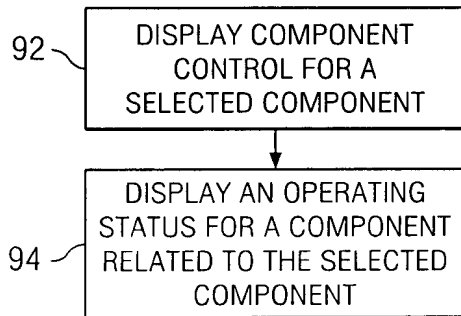 92
DISPLAY COMPONENT
CONTROL FOR A
SELECTED COMPONENT
94
DISPLAY AN OPERATING
STATUS FOR A COMPONENT
RELATED TO THE SELECTED
COMPONENT